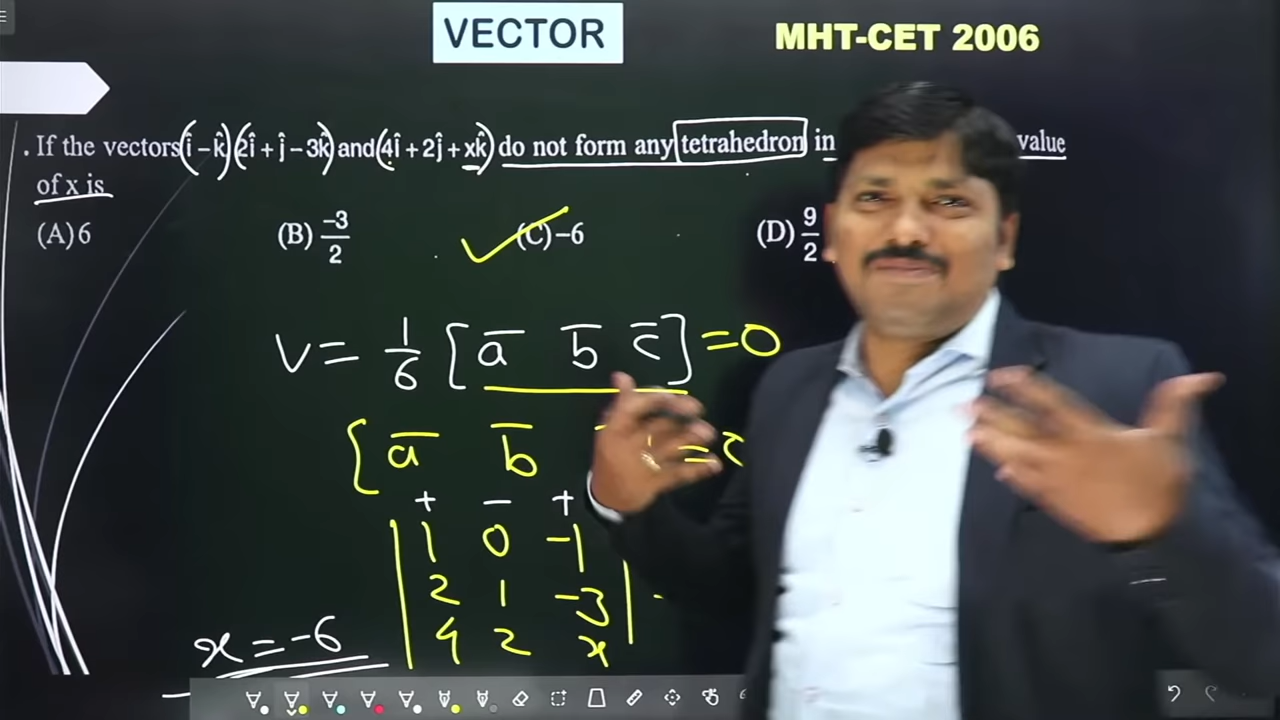 VECTOR
MHT-CET 2006
. If the vectors (î – k̂) (2î + ĵ – 3k̂) and (4î + 2ĵ + xk̂) do not form any tetrahedron in value
of x is
(A) 6 (B) -3/2 (C) -6 (D) 9/2
V = 1/6 [a̅ b̅ c̅] = 0
[a̅ b̅ =
+ − +
1 0 -1
2 1 -3
4 2 x
x = -6